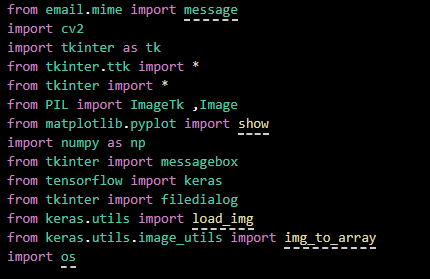 from email.mime import message
import cv2
import tkinter as tk
from tkinter.ttk import *
from tkinter import *
from PIL import ImageTk ,Image
from matplotlib.pyplot import show
import numpy as np
from tkinter import messagebox
from tensorflow import keras
from tkinter import filedialog
from keras.utils import load_img
from keras.utils.image_utils import img_to_array
import os